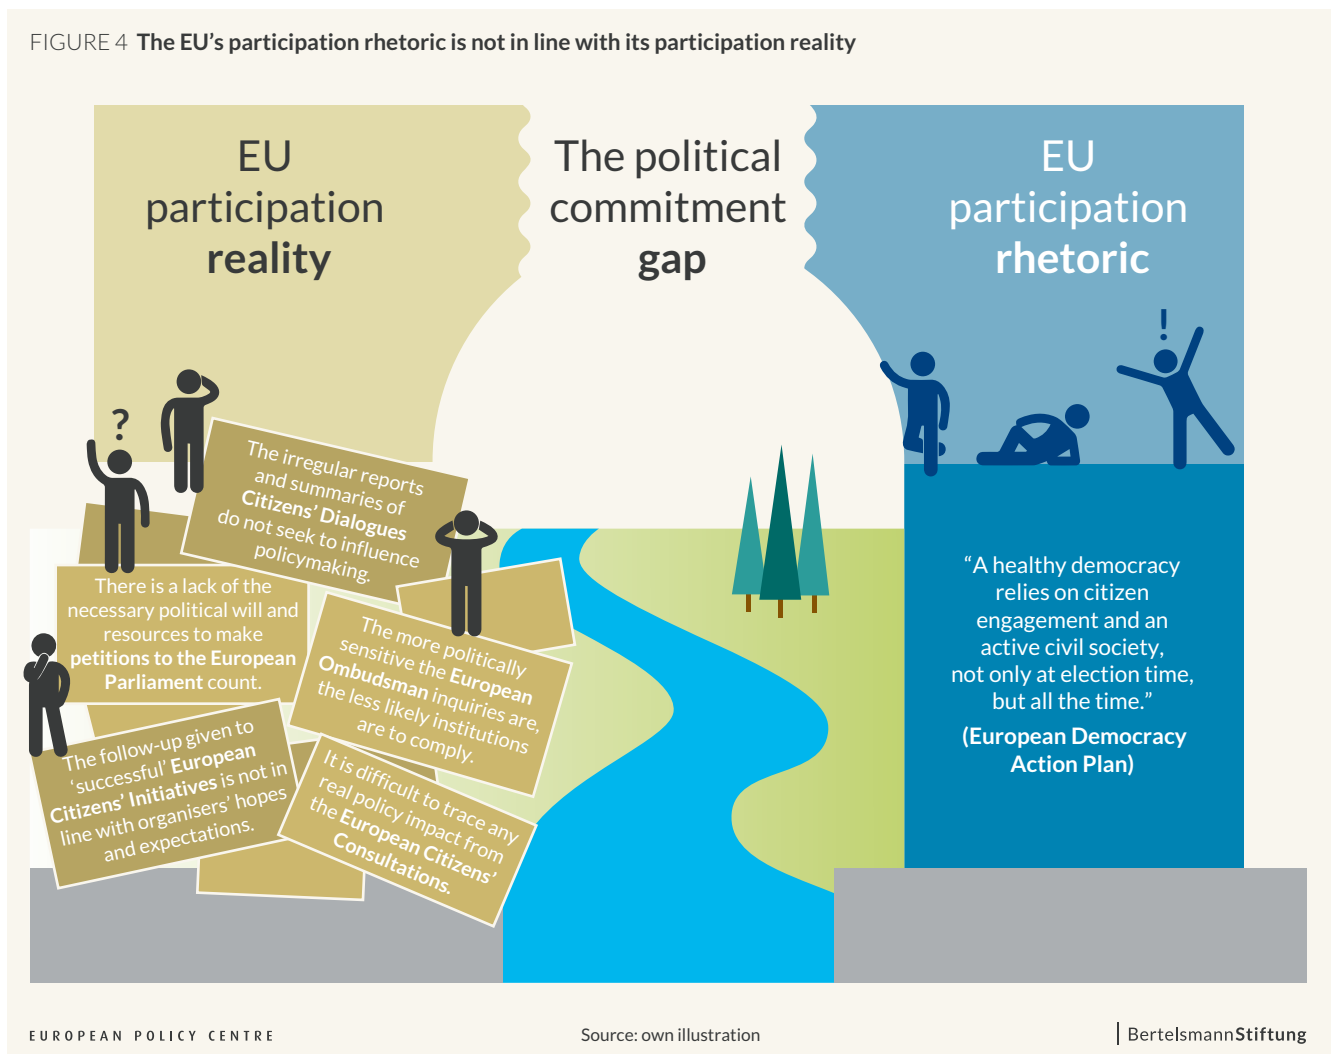 FIGURE 4 The EU’s participation rhetoric is not in line with its participation reality
EU
participation
reality
The political
commitment
gap
EU
participation
rhetoric
?
!
The irregular reports
and summaries of
Citizens’ Dialogues
do not seek to influence
policymaking.
There is a lack of the
necessary political will and
resources to make
petitions to the European
Parliament count.
The more politically
sensitive the European
Ombudsman inquiries are,
the less likely institutions
are to comply.
The follow-up given to
‘successful’ European
Citizens’ Initiatives is not in
line with organisers’ hopes
and expectations.
It is difficult to trace any
real policy impact from
the European Citizens’
Consultations.
“A healthy democracy
relies on citizen
engagement and an
active civil society,
not only at election time,
but all the time.”
(European Democracy
Action Plan)
EUROPEAN POLICY CENTRE
Source: own illustration
BertelsmannStiftung